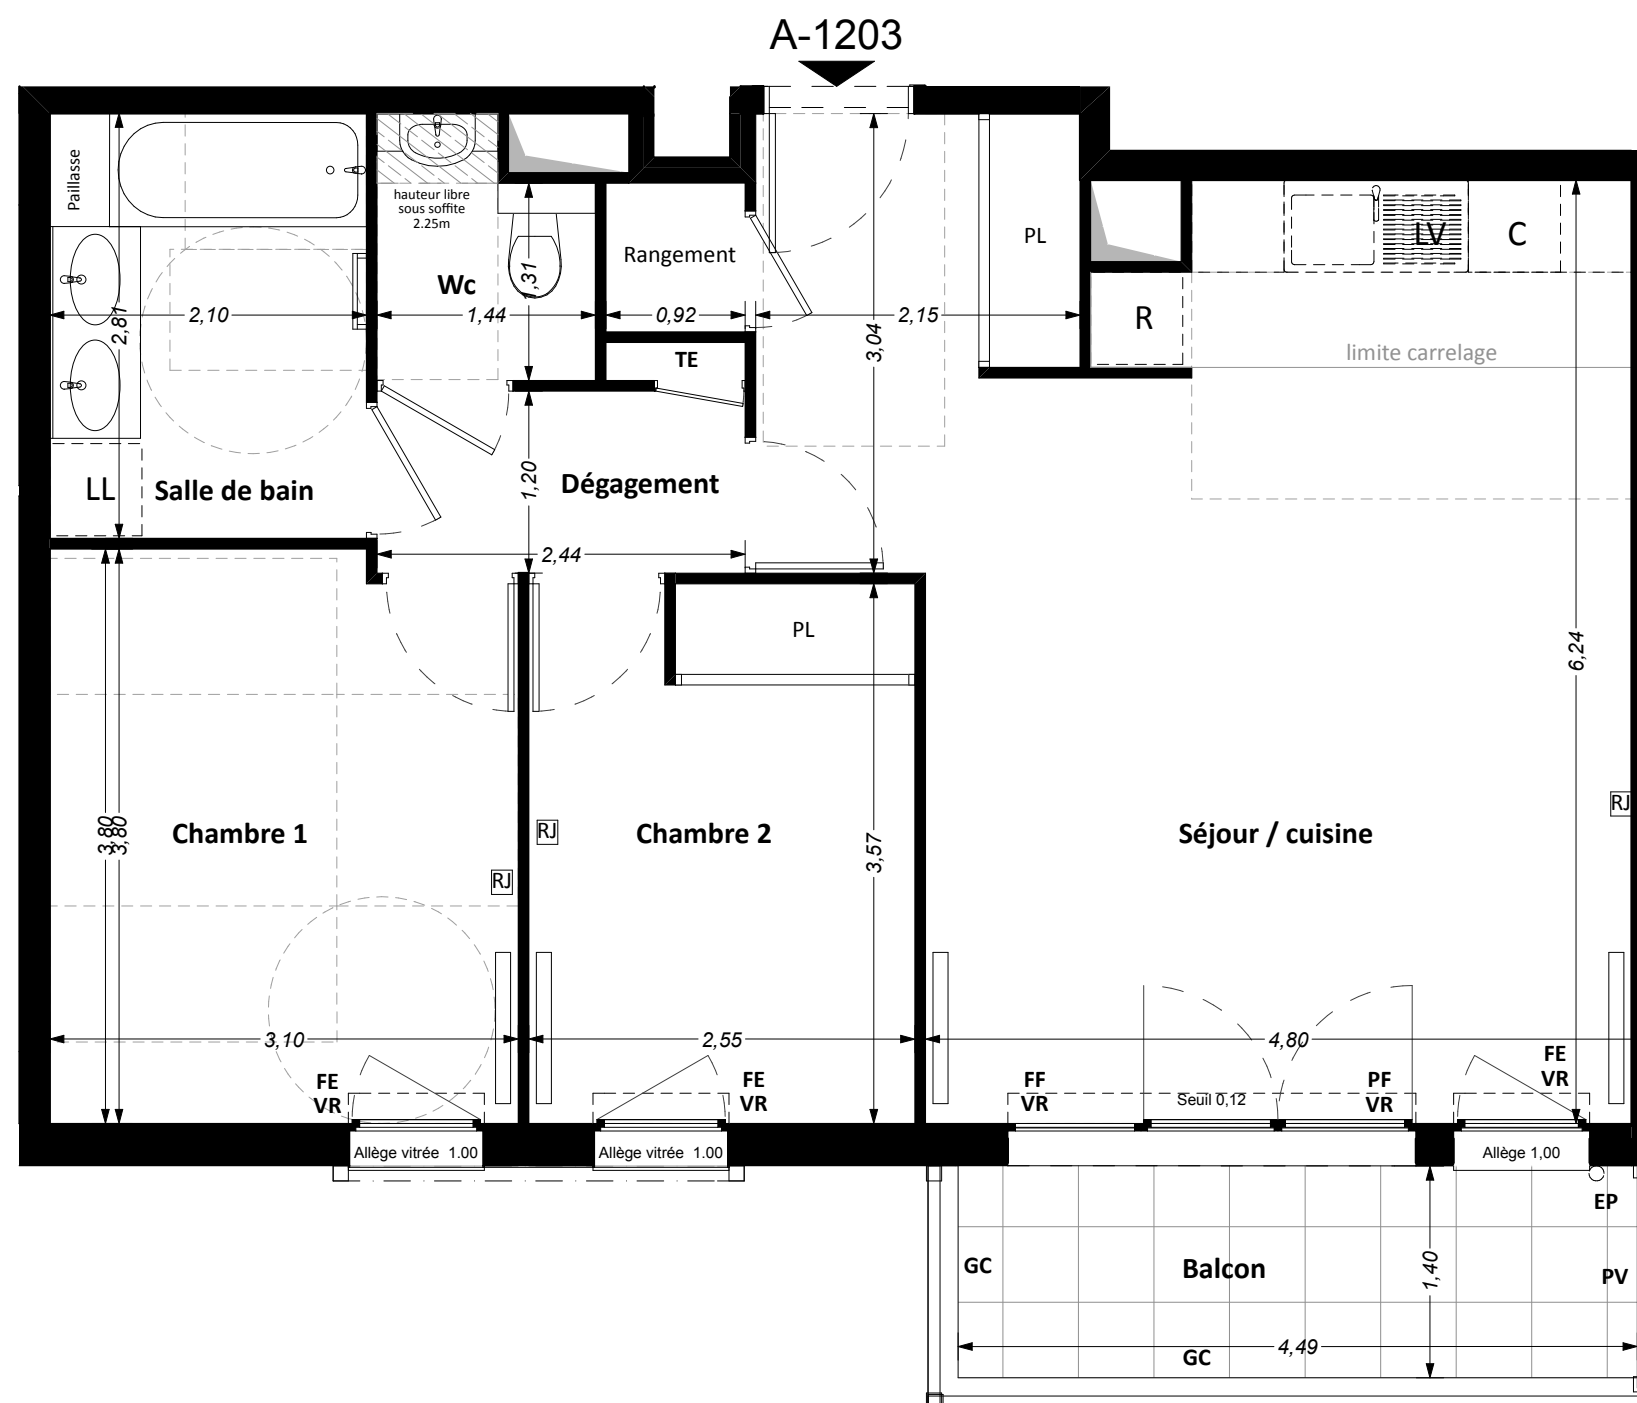 A-1203
Paillasse
hauteur libre
sous soffite
2.25m
Wc
Rangement
PL
LV
C
R
limite carrelage
2,81
2,10
1,44
1,31
0,92
2,15
3,04
TE
LL
Salle de bain
1,20
Dégagement
2,44
PL
6,24
3,80
3,80
Chambre 1
RJ
RJ
Chambre 2
3,57
Séjour / cuisine
RJ
3,10
2,55
4,80
FE
VR
FE
VR
FF
VR
Seuil 0,12
PF
VR
FE
VR
Allège vitrée 1.00
Allège vitrée 1.00
Allège 1,00
EP
GC
Balcon
1,40
PV
GC
4,49